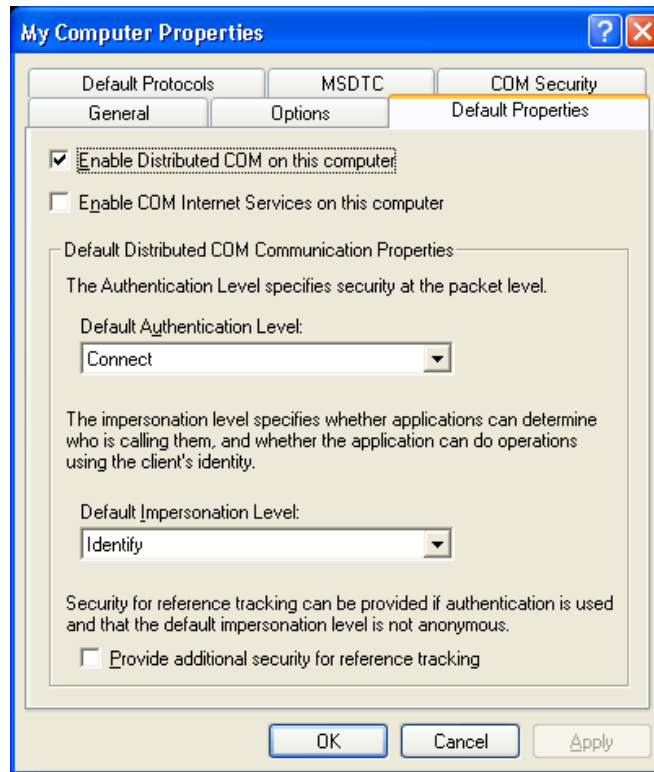 My Computer Properties
Default Protocols
MSDTC
COM Security
General
Options
Default Properties
Enable Distributed COM on this computer
Enable COM Internet Services on this computer
Default Distributed COM Communication Properties
The Authentication Level specifies security at the packet level.
Default Authentication Level:
Connect
The impersonation level specifies whether applications can determine
who is calling them, and whether the application can do operations
using the client's identity.
Default Impersonation Level:
Identify
Security for reference tracking can be provided if authentication is used
and that the default impersonation level is not anonymous.
Provide additional security for reference tracking
OK
Cancel
Apply